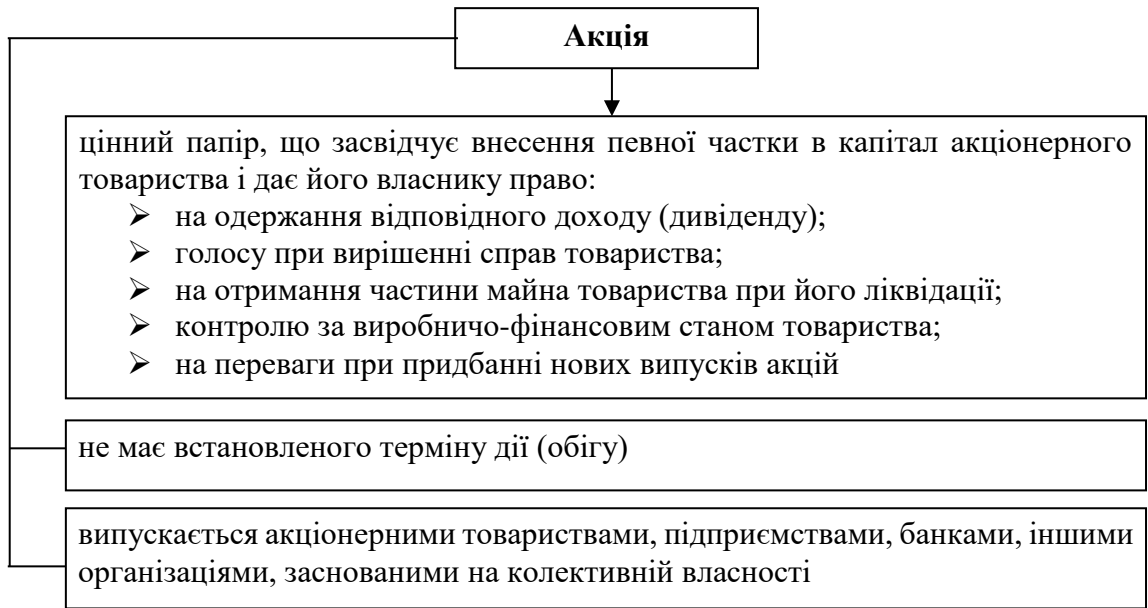 Акція
цінний папір, що засвідчує внесення певної частки в капітал акціонерного
товариства і дає його власнику право:
➢ на одержання відповідного доходу (дивіденду);
➢ голосу при вирішенні справ товариства;
➢ на отримання частини майна товариства при його ліквідації;
➢ контролю за виробничо-фінансовим станом товариства;
➢ на переваги при придбанні нових випусків акцій
не має встановленого терміну дії (обігу)
випускається акціонерними товариствами, підприємствами, банками, іншими
організаціями, заснованими на колективній власності